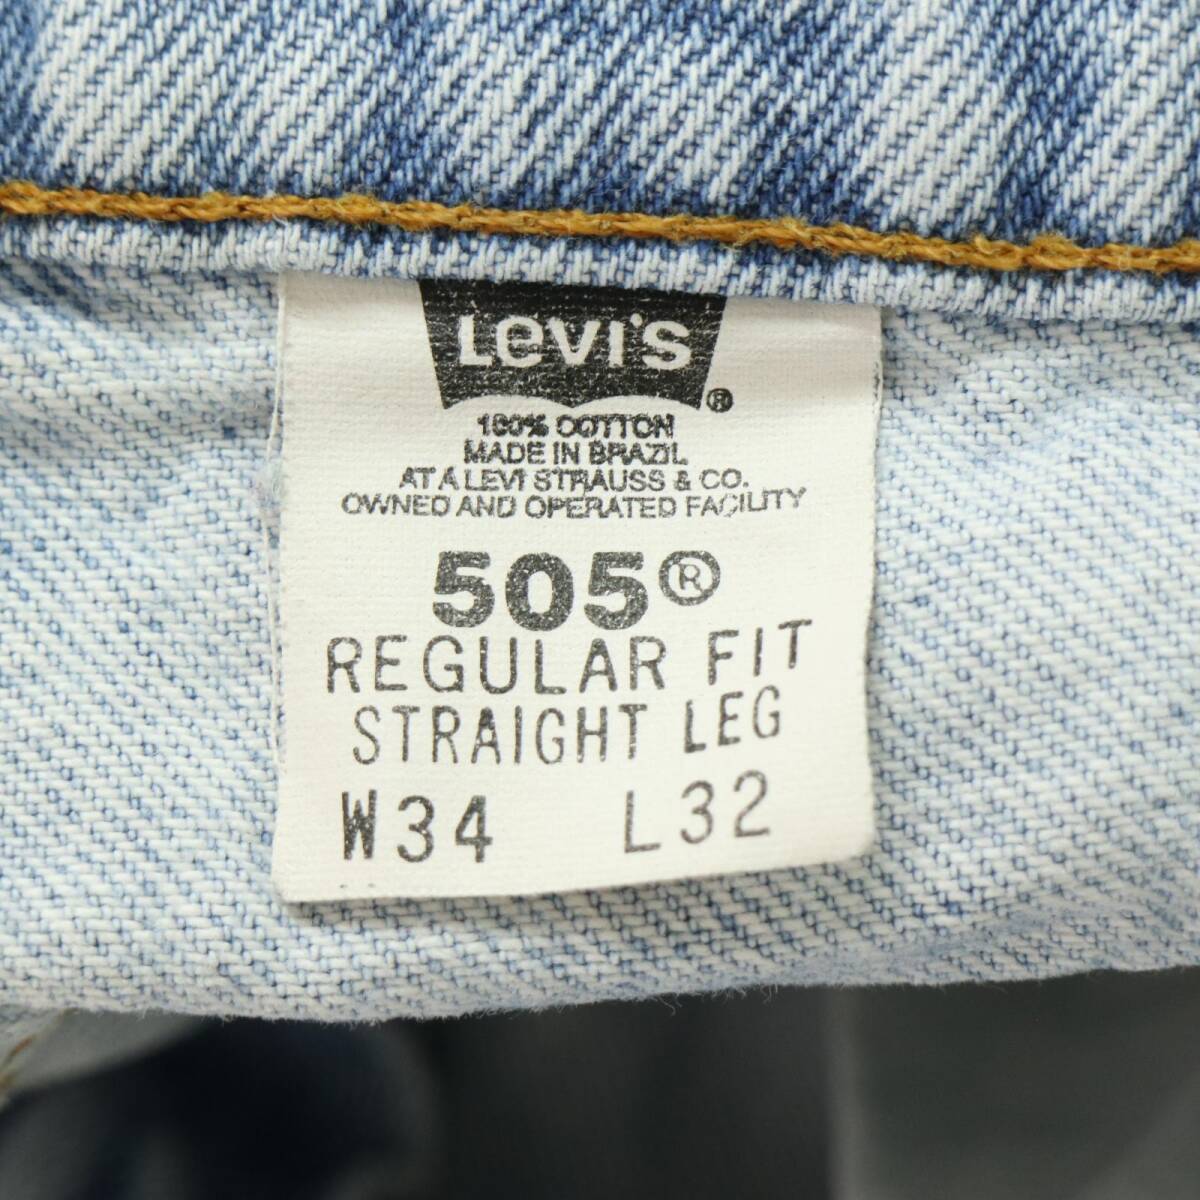 Levi's ®
100% COTTON
MADE IN BRAZIL
AT A LEVI STRAUSS & CO.
OWNED AND OPERATED FACILITY
505®
REGULAR FIT
STRAIGHT LEG
W34 L32